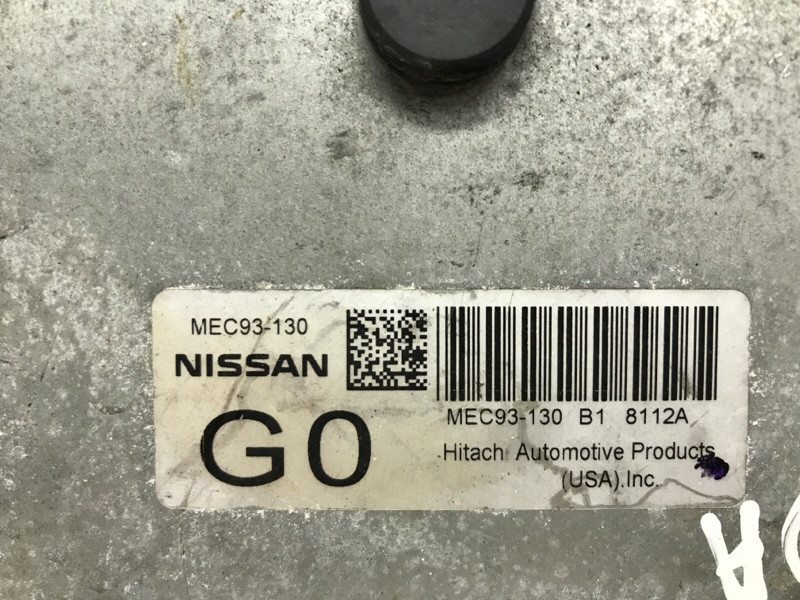 MEC93-130
NISSAN
G0
MEC93-130 B1 8112A
Hitachi Automotive Products
(USA).Inc.